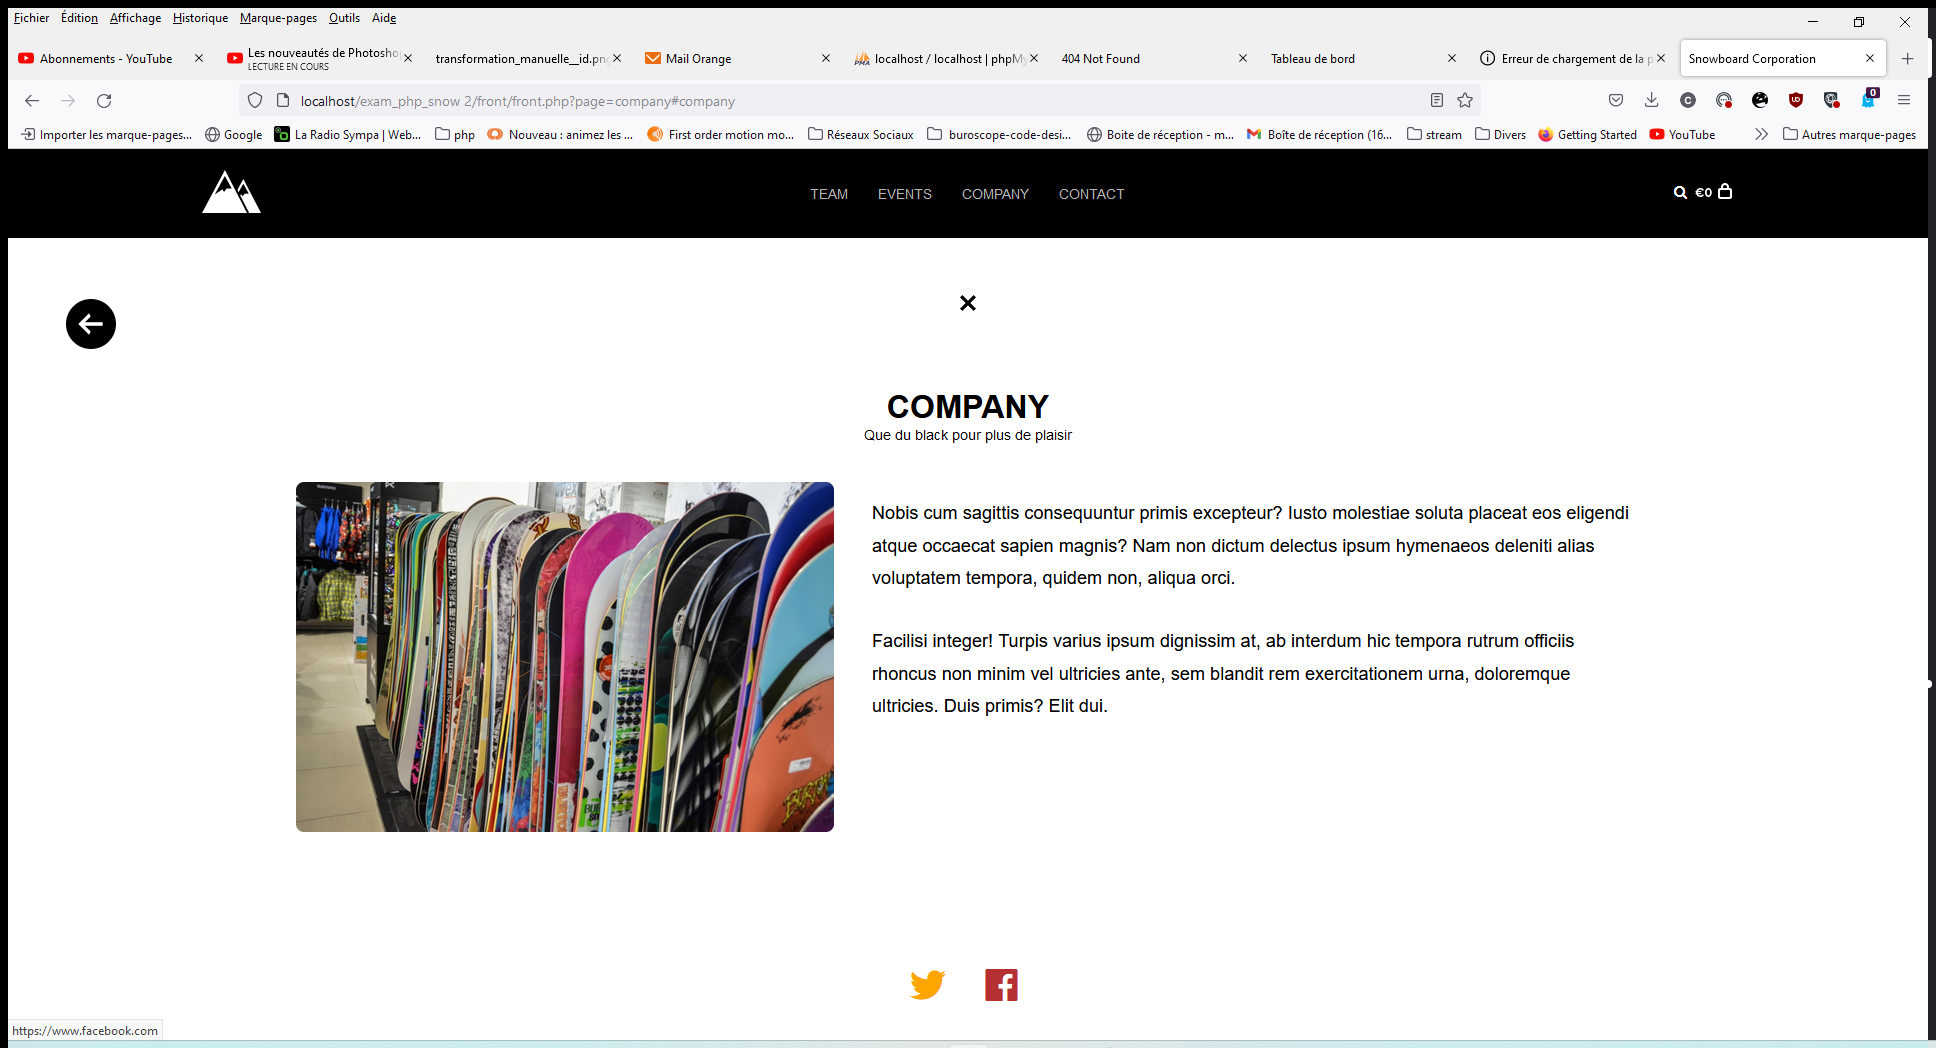 Fichier Édition Affichage Historique Marque-pages Outils Aide
Abonnements - YouTube
Les nouveautés de Photosho
LECTURE EN COURS
transformation_manuelle__id.png
Mail Orange
localhost / localhost | phpMy
404 Not Found
Tableau de bord
Erreur de chargement de la p
Snowboard Corporation
localhost/exam_php_snow 2/front/front.php?page=company#company
0
Importer les marque-pages... Google La Radio Sympa | Web... php Nouveau : animez les ... First order motion mo... Réseaux Sociaux buroscope-code-desi... Boite de réception - m... Boîte de réception (16... stream Divers Getting Started YouTube Autres marque-pages
TEAM EVENTS COMPANY CONTACT €0
COMPANY
Que du black pour plus de plaisir
Nobis cum sagittis consequuntur primis excepteur? Iusto molestiae soluta placeat eos eligendi
atque occaecat sapien magnis? Nam non dictum delectus ipsum hymenaeos deleniti alias
voluptatem tempora, quidem non, aliqua orci.
Facilisi integer! Turpis varius ipsum dignissim at, ab interdum hic tempora rutrum officiis
rhoncus non minim vel ultricies ante, sem blandit rem exercitationem urna, doloremque
ultricies. Duis primis? Elit dui.
https://www.facebook.com